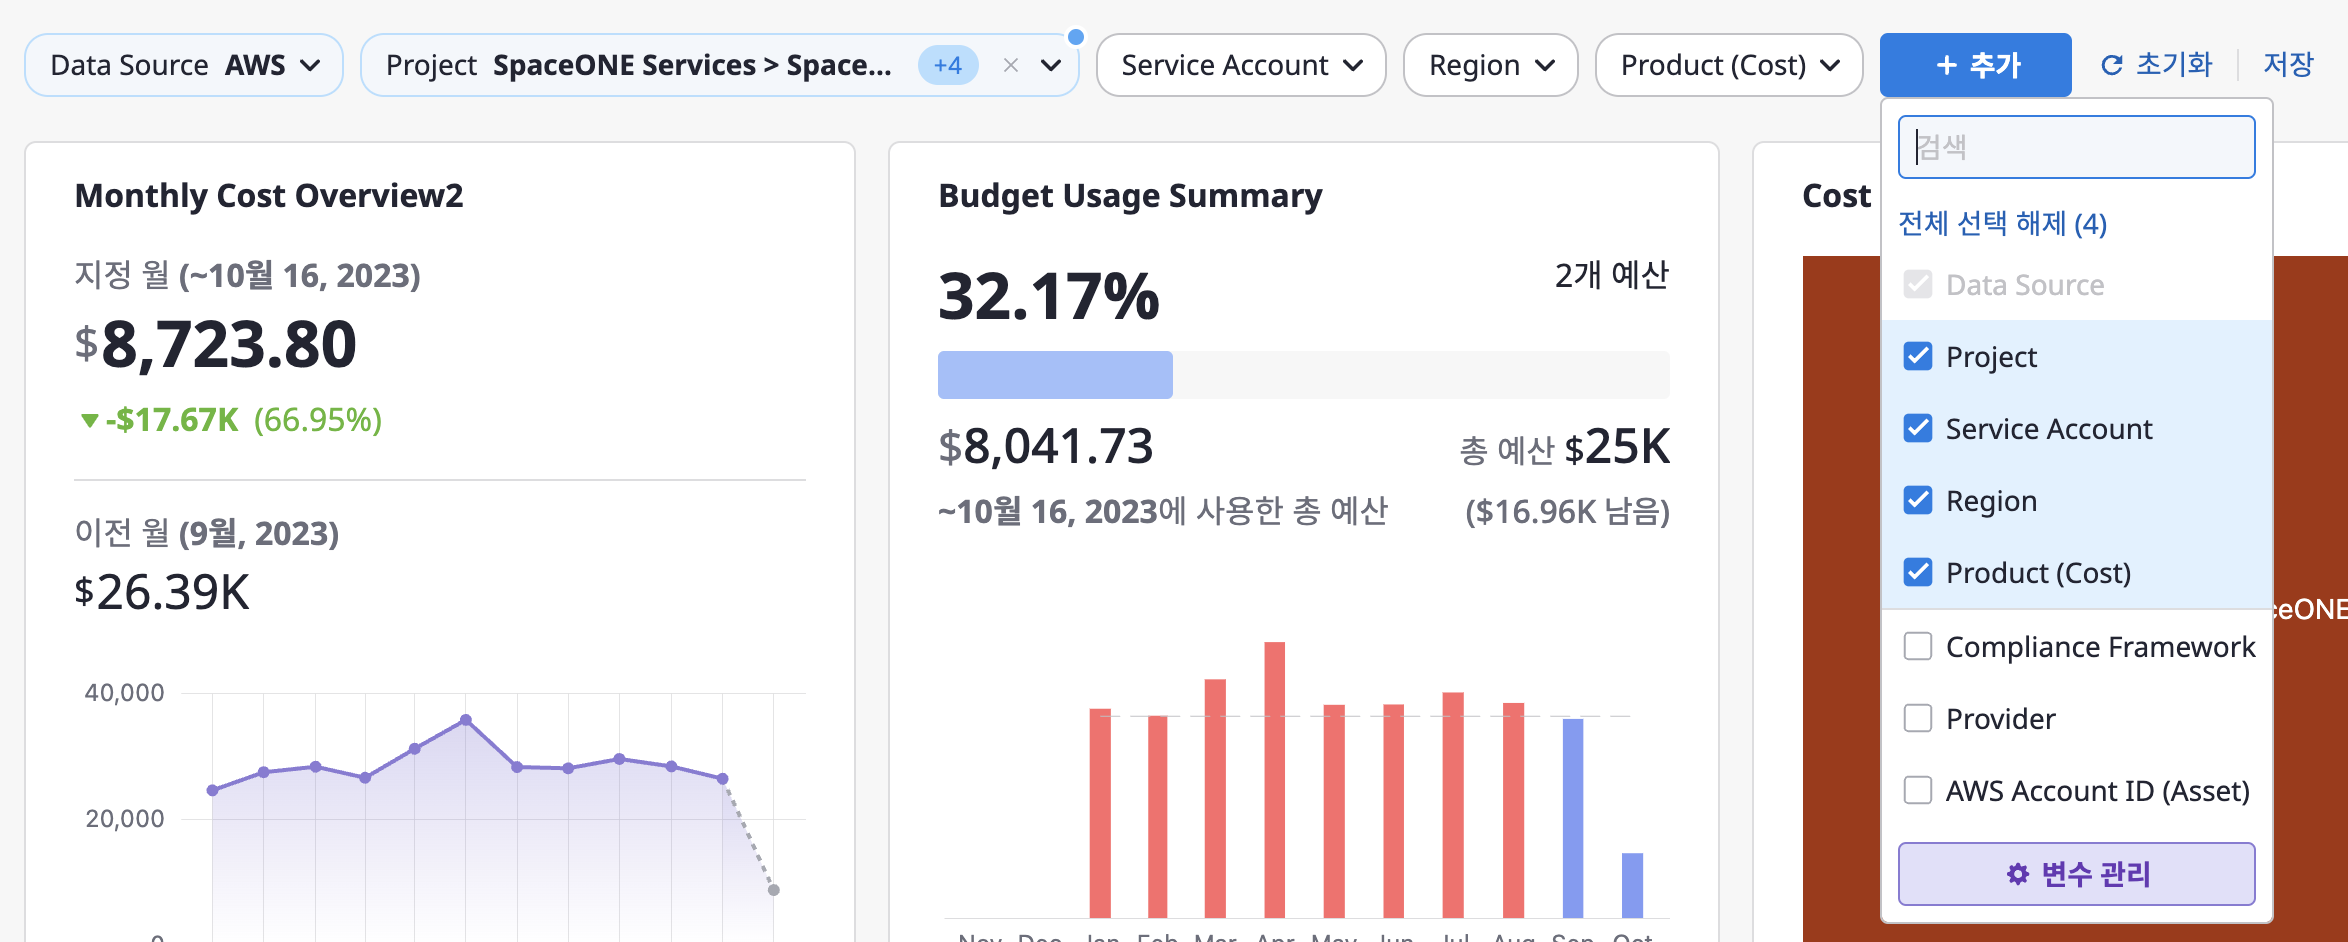 Data Source AWS
Project SpaceONE Services > Space... +4
Service Account
Region
Product (Cost)
+ 추가
초기화
저장
검색
전체 선택 해제 (4)
Data Source
Project
Service Account
Region
Product (Cost)
Compliance Framework
Provider
AWS Account ID (Asset)
변수 관리
Monthly Cost Overview2
지정 월 (~10월 16, 2023)
$8,723.80
-$17.67K (66.95%)
이전 월 (9월, 2023)
$26.39K
40,000
20,000
0
Budget Usage Summary
32.17%
2개 예산
$8,041.73
총 예산 $25K
~10월 16, 2023에 사용한 총 예산
($16.96K 남음)
Nov Dec Jan Feb Mar Apr May Jun Jul Aug Sep Oct
Cost
ceONE